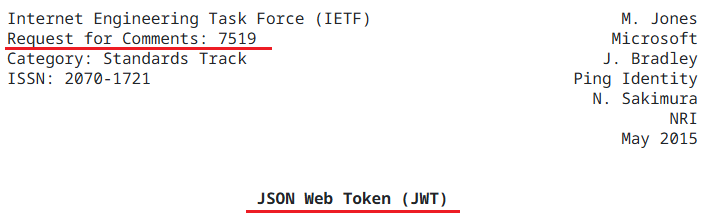 Internet Engineering Task Force (IETF) M. Jones
Request for Comments: 7519 Microsoft
Category: Standards Track J. Bradley
ISSN: 2070-1721 Ping Identity
N. Sakimura
NRI
May 2015
JSON Web Token (JWT)